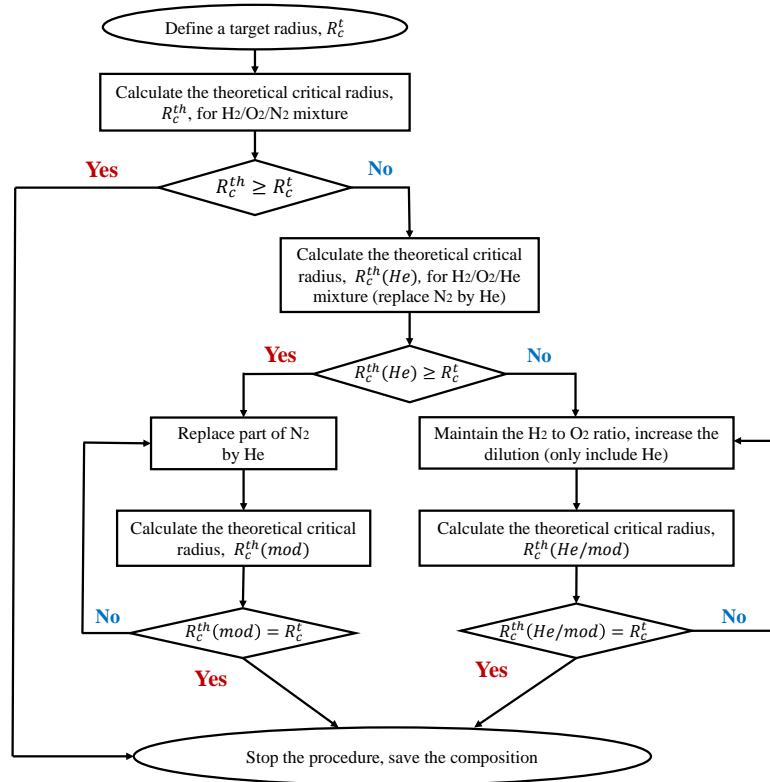 Define a target radius, $R_c^t$
Calculate the theoretical critical radius,
$R_c^{th}$, for H₂/O₂/N₂ mixture
Yes
$R_c^{th} \geq R_c^t$
No
Calculate the theoretical critical
radius, $R_c^{th}(He)$, for H₂/O₂/He
mixture (replace N₂ by He)
Yes
$R_c^{th}(He) \geq R_c^t$
No
Replace part of N₂
by He
Maintain the H₂ to O₂ ratio, increase the
dilution (only include He)
Calculate the theoretical critical
radius, $R_c^{th}(mod)$
Calculate the theoretical critical radius,
$R_c^{th}(He/mod)$
No
$R_c^{th}(mod) = R_c^t$
Yes
$R_c^{th}(He/mod) = R_c^t$
No
Yes
Stop the procedure, save the composition